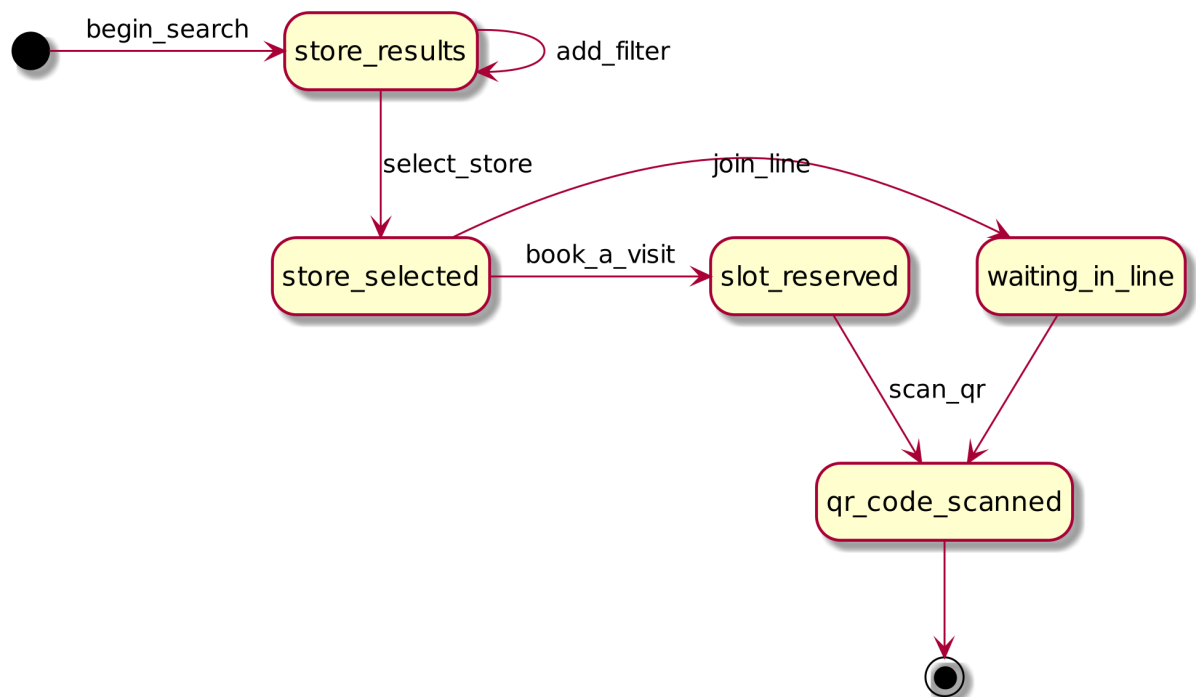 begin_search
store_results
add_filter
select_store
join_line
book_a_visit
store_selected
slot_reserved
waiting_in_line
scan_qr
qr_code_scanned